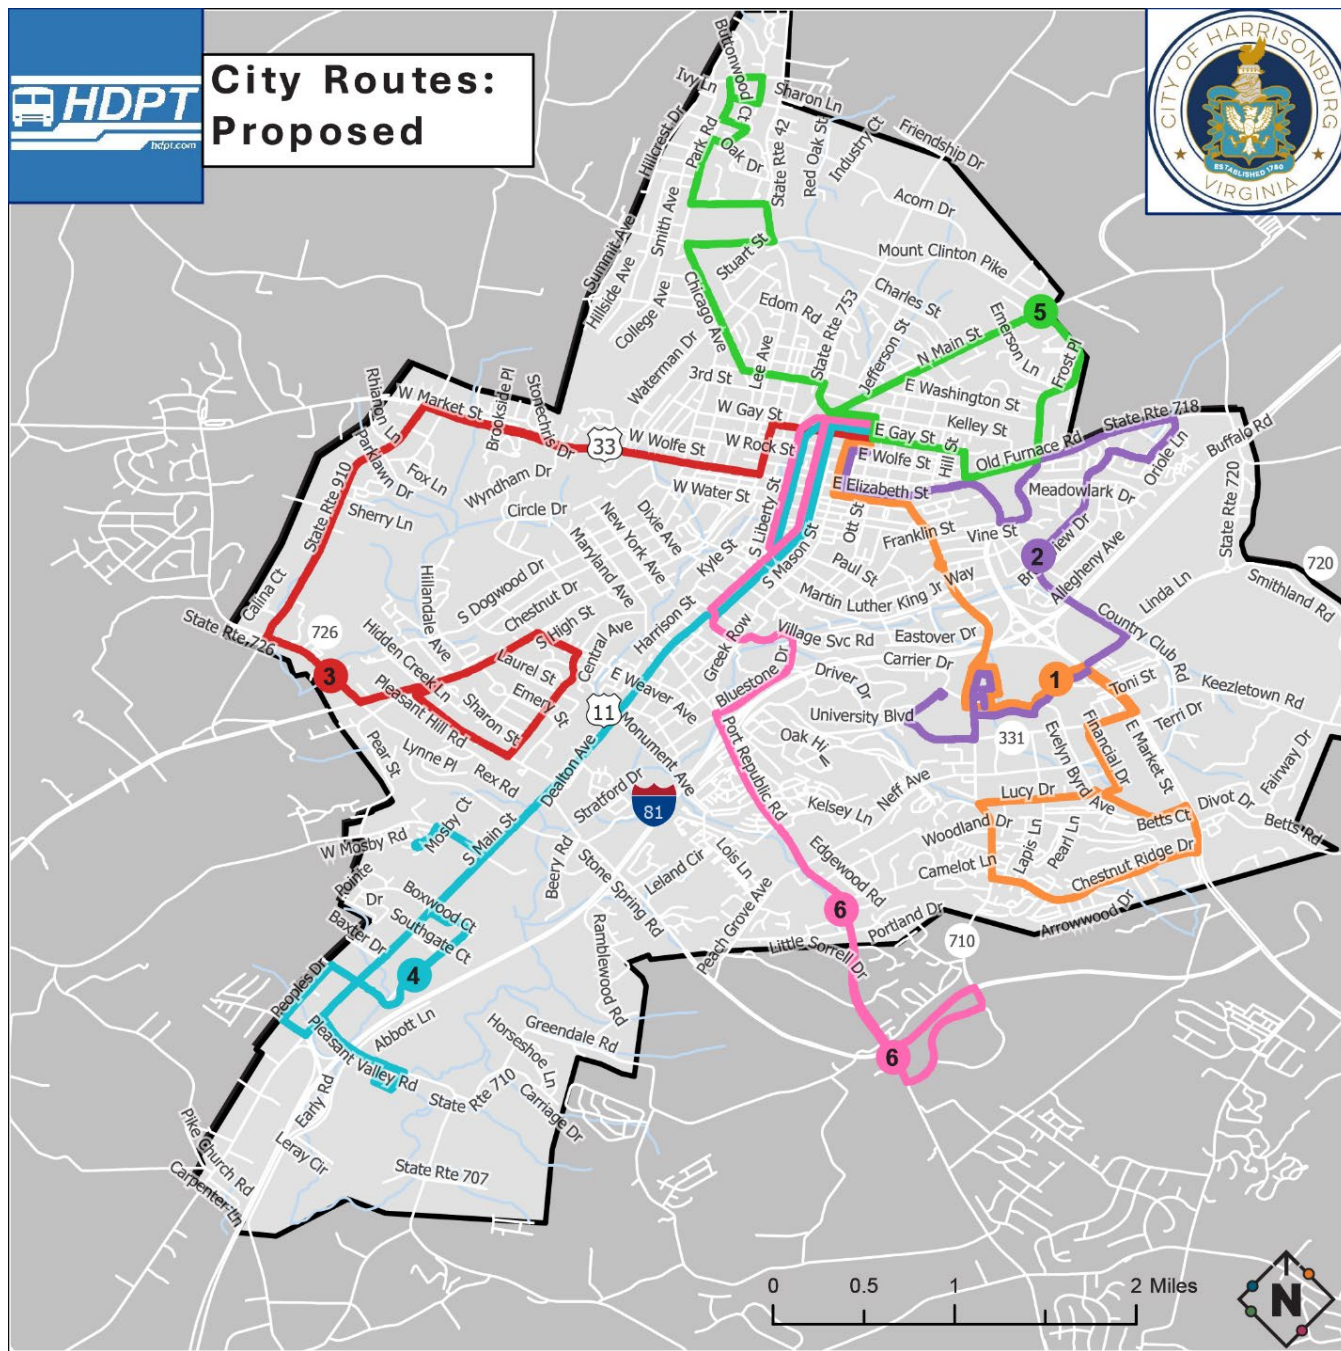 HDPT
hdpt.com
City Routes:
Proposed
CITY OF HARRISONBURG
ESTABLISHED 1780
VIRGINIA
Buttonwood Ct
Ivy Ln
Sharon Ln
Hillcrest Dr
Park Rd
Oak Dr
State Rte 42
Red Oak St
Industry Ct
Friendship Dr
Acorn Dr
Smith Ave
Summit Ave
Hillside Ave
College Ave
Stuart St
Mount Clinton Pike
Chicago Ave
Edom Rd
State Rte 753
Charles St
Jefferson St
Emerson Ln
5
N Main St
Frost Pl
Waterman Dr
3rd St
Lee Ave
E Washington St
Kelley St
Rhianon Ln
W Market St
Brookside Pl
Stonechris Dr
W Gay St
E Gay St
Hill St
State Rte 718
Buffalo Rd
Old Furnace Rd
Parklawn Dr
33
W Wolfe St
W Rock St
E Wolfe St
Oriole Ln
State Rte 910
Fox Ln
Wyndham Dr
W Water St
E Elizabeth St
Meadowlark Dr
State Rte 720
Sherry Ln
Circle Dr
Dixie Ave
New York Ave
Maryland Ave
S Liberty St
Ott St
Franklin St
Vine St
2
Allegheny Ave
720
Smithland Rd
Kyle St
S Mason St
Paul St
Martin Luther King Jr Way
Linda Ln
Calina Ct
Hillandale Ave
S Dogwood Dr
Chestnut Dr
S High St
Central Ave
Harrison St
Greek Row
Village Svc Rd
Eastover Dr
Country Club Rd
State Rte 726
726
Hidden Creek Ln
Laurel St
Emery St
Carrier Dr
Driver Dr
Bluestone Dr
3
1
Toni St
Keezletown Rd
Pleasant Hill Rd
Sharon St
E Weaver Ave
11
Monument Ave
University Blvd
331
Terri Dr
Pear St
Lynne Pl
Rex Rd
Dealton Ave
Stratford Dr
Port Republic Rd
Neff Ave
Evelyn Byrd Ave
Financial Dr
E Market St
Fairway Dr
81
Kelsey Ln
Lucy Dr
Divot Dr
Betts Ct
Betts Rd
W Mosby Rd
Mosby Ct
S Main St
Woodland Dr
Lapis Ln
Pearl Ln
Pointe
Dr
Beery Rd
Stone Spring Rd
Leland Cir
Lois Ln
Edgewood Rd
Camelot Ln
Chestnut Ridge Dr
Boxwood Ct
Southgate Ct
Baxter Dr
Ramblewood Rd
Peach Grove Ave
6
Portland Dr
Little Sorrell Dr
Arrowwood Dr
710
4
Peoples Dr
Abbott Ln
Pleasant Valley Rd
Horseshoe Ln
Greendale Rd
6
Early Rd
State Rte 710
Carriage Dr
Pike Church Rd
Leray Cir
State Rte 707
Carpenter Ln
0 0.5 1 2 Miles
N